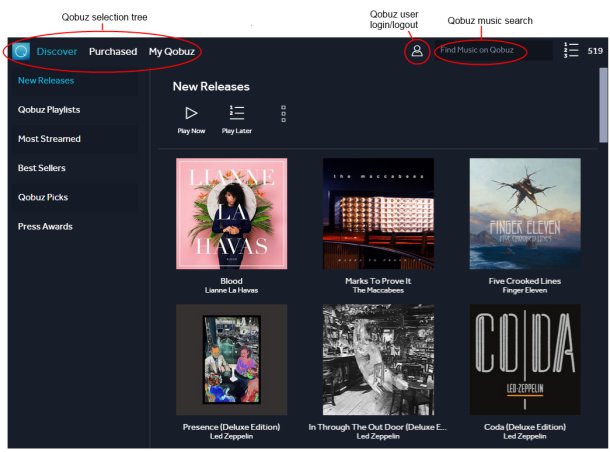 Qobuz selection tree
Qobuz user
login/logout
Qobuz music search
Discover Purchased My Qobuz
Find Music on Qobuz
519
New Releases
Qobuz Playlists
Most Streamed
Best Sellers
Qobuz Picks
Press Awards
New Releases
Play Now Play Later
LIANNE
LA
HAVAS
the maccabees
FINGER ELEVEN
FIVE CROOKED LINES
Blood
Lianne La Havas
Marks To Prove It
The Maccabees
Five Crooked Lines
Finger Eleven
CODA
LED·ZEPPELIN
Presence (Deluxe Edition)
Led Zeppelin
In Through The Out Door (Deluxe E...
Led Zeppelin
Coda (Deluxe Edition)
Led Zeppelin